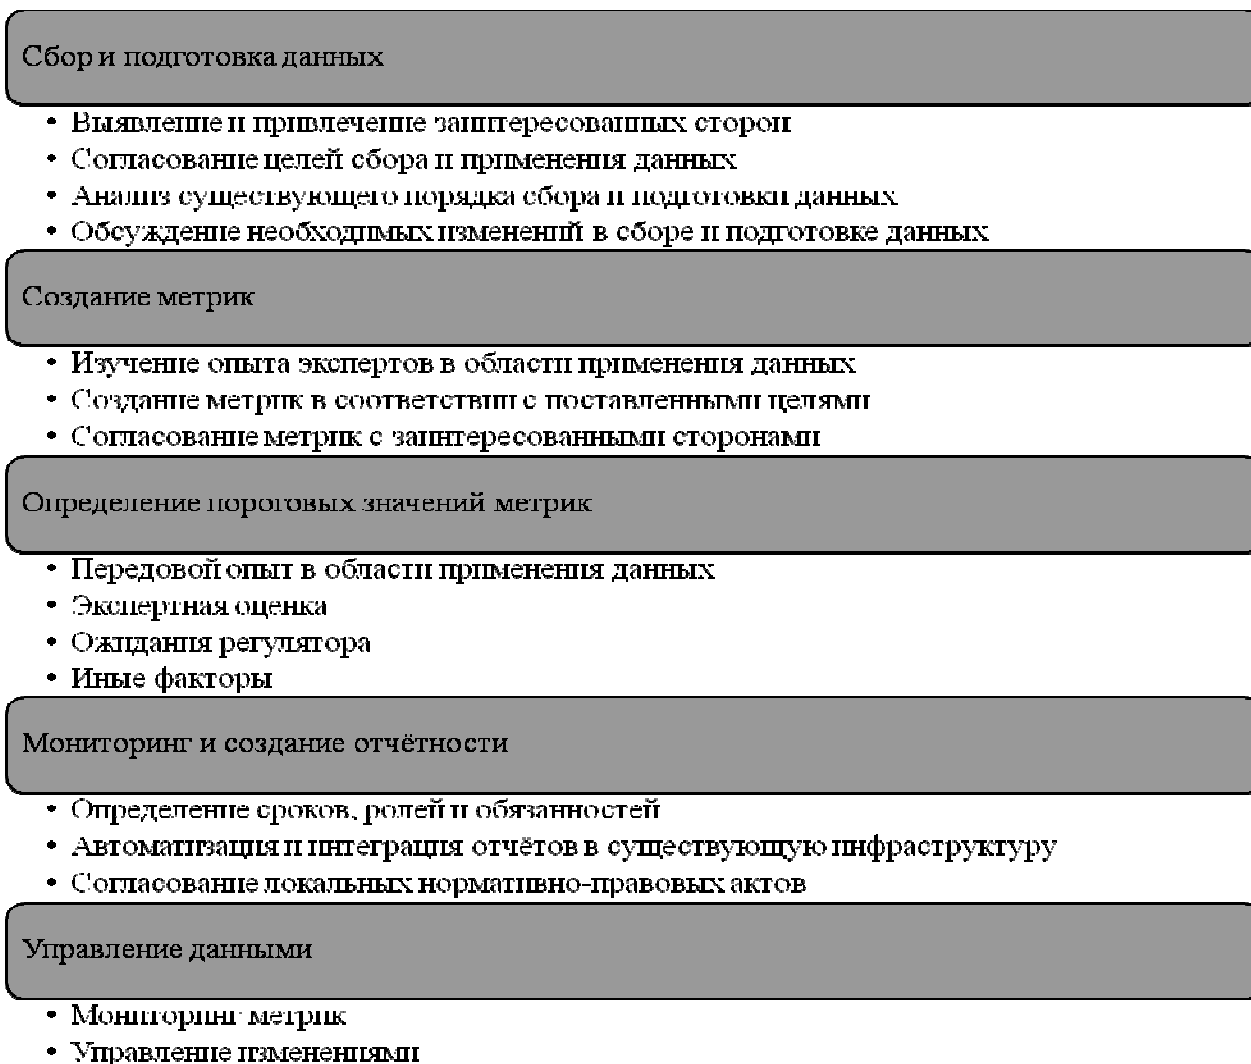 Сбор и подготовка данных
• Выявление и привлечение заинтересованных сторон
• Согласование целей сбора и применения данных
• Анализ существующего порядка сбора и подготовки данных
• Обсуждение необходимых изменений в сборе и подготовке данных
Создание метрик
• Изучение опыта экспертов в области применения данных
• Создание метрик в соответствии с поставленными целями
• Согласование метрик с заинтересованными сторонами
Определение пороговых значений метрик
• Передовой опыт в области применения данных
• Экспертная оценка
• Ожидания регулятора
• Иные факторы
Мониторинг и создание отчётности
• Определение сроков, ролей и обязанностей
• Автоматизация и интеграция отчётов в существующую инфраструктуру
• Согласование локальных нормативно-правовых актов
Управление данными
• Мониторинг метрик
• Управление изменениями